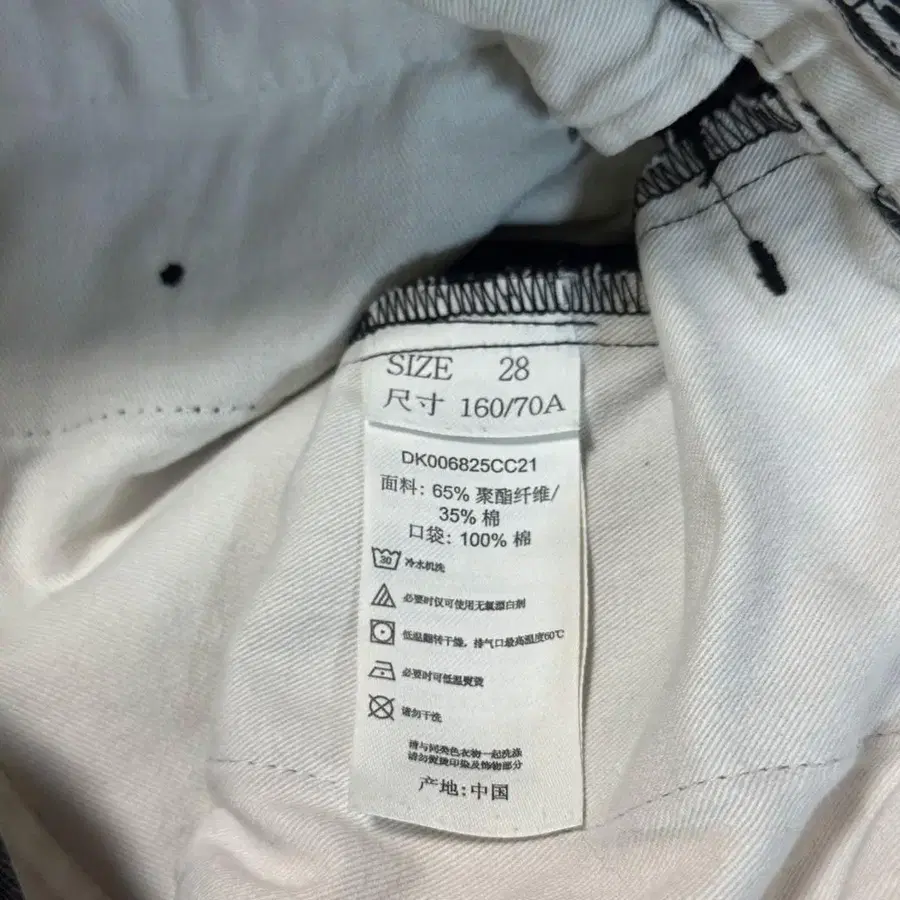 SIZE 28
尺寸 160/70A
DK006825CC21
面料: 65% 聚酯纤维/
35% 棉
口袋: 100% 棉
30 冷水机洗
必要时仅可使用无氯漂白剂
低温翻转干燥，排气口最高温度60℃
必要时可低温熨烫
请勿干洗
请与同类色衣物一起洗涤
请勿熨烫印染及饰物部分
产地:中国